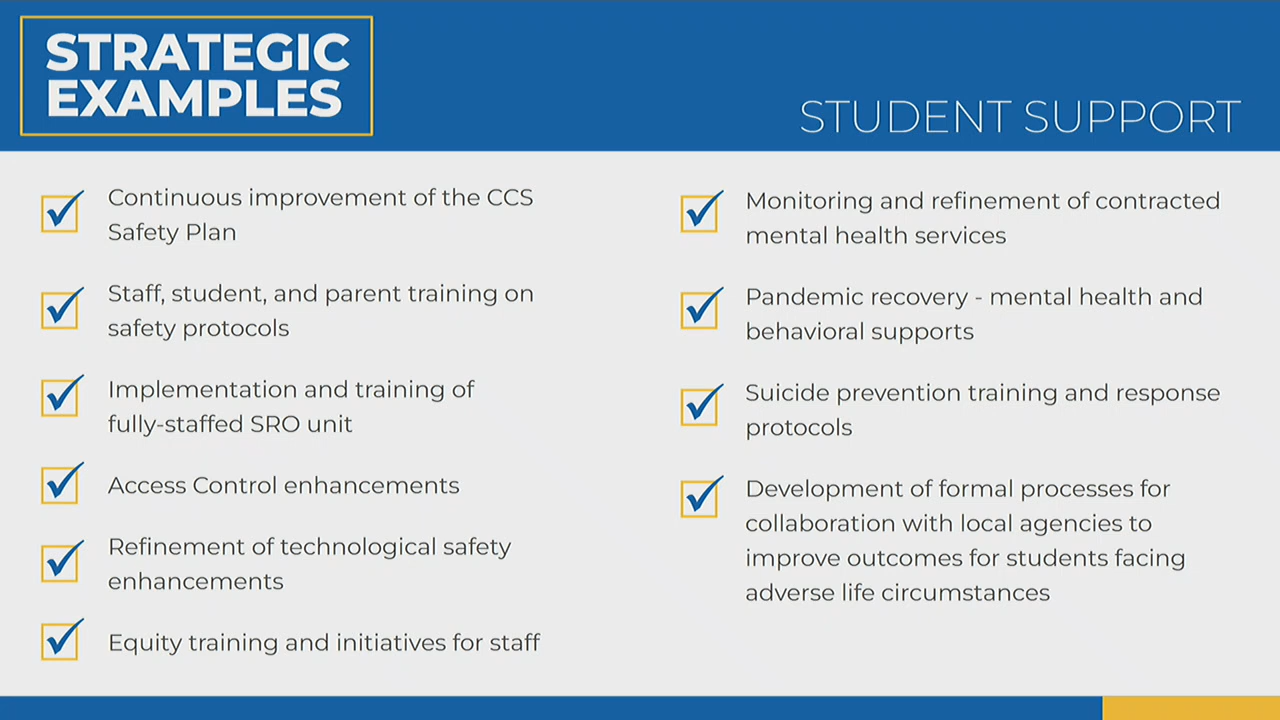 STRATEGIC
EXAMPLES
STUDENT SUPPORT
Continuous improvement of the CCS
Safety Plan
Staff, student, and parent training on
safety protocols
Implementation and training of
fully-staffed SRO unit
Access Control enhancements
Refinement of technological safety
enhancements
Equity training and initiatives for staff
Monitoring and refinement of contracted
mental health services
Pandemic recovery - mental health and
behavioral supports
Suicide prevention training and response
protocols
Development of formal processes for
collaboration with local agencies to
improve outcomes for students facing
adverse life circumstances